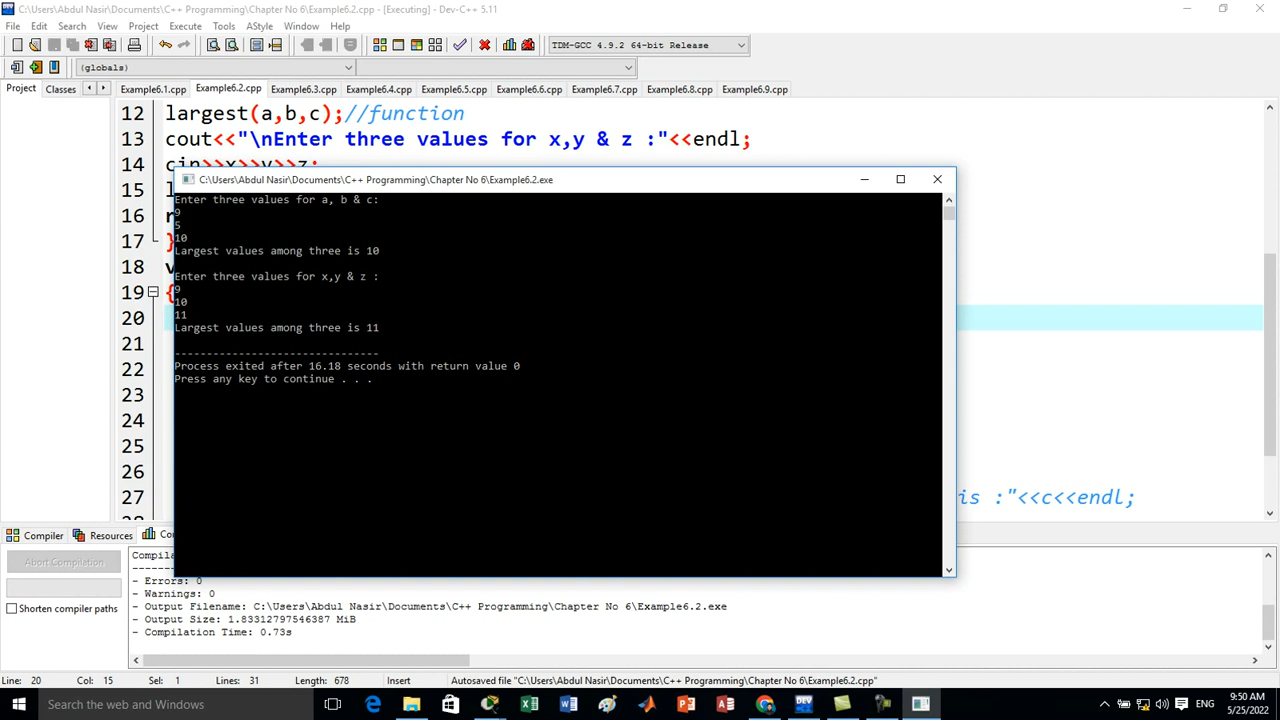 C:\Users\Abdul Nasir\Documents\C++ Programming\Chapter No 6\Example6.2.cpp - [Executing] - Dev-C++ 5.11
File Edit Search View Project Execute Tools AStyle Window Help
TDM-GCC 4.9.2 64-bit Release
(globals)
Project Classes Example6.1.cpp Example6.2.cpp Example6.3.cpp Example6.4.cpp Example6.5.cpp Example6.6.cpp Example6.7.cpp Example6.8.cpp Example6.9.cpp
12 largest(a,b,c);//function
13 cout<<"\nEnter three values for x,y & z :"<<endl;
14 cin>>x>>y>>z;
15
16
17 }
18
19 {
20
21
22
23
24
25
26
27 is :"<<c<<endl;
C:\Users\Abdul Nasir\Documents\C++ Programming\Chapter No 6\Example6.2.exe
Enter three values for a, b & c:
9
5
10
Largest values among three is 10
Enter three values for x,y & z :
9
10
11
Largest values among three is 11
--------------------------------
Process exited after 16.18 seconds with return value 0
Press any key to continue . . .
Compiler Resources
Abort Compilation
Shorten compiler paths
- Errors: 0
- Warnings: 0
- Output Filename: C:\Users\Abdul Nasir\Documents\C++ Programming\Chapter No 6\Example6.2.exe
- Output Size: 1.83312797546387 MiB
- Compilation Time: 0.73s
Line: 20 Col: 15 Sel: 1 Lines: 31 Length: 678 Insert Autosaved file "C:\Users\Abdul Nasir\Documents\C++ Programming\Chapter No 6\Example6.2.cpp"
Search the web and Windows
ENG
9:50 AM
5/25/2022